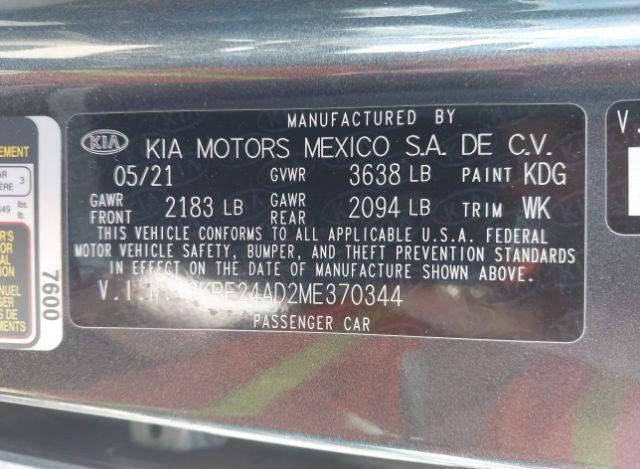 MANUFACTURED BY
KIA KIA MOTORS MEXICO S.A. DE C.V.
05/21 GVWR 3638 LB PAINT KDG
GAWR FRONT 2183 LB GAWR REAR 2094 LB TRIM WK
THIS VEHICLE CONFORMS TO ALL APPLICABLE U.S.A. FEDERAL
MOTOR VEHICLE SAFETY, BUMPER, AND THEFT PREVENTION STANDARDS
IN EFFECT ON THE DATE OF MANUFACTURE SHOWN ABOVE.
V.I.N.
PASSENGER CAR
7600
3
lbs.